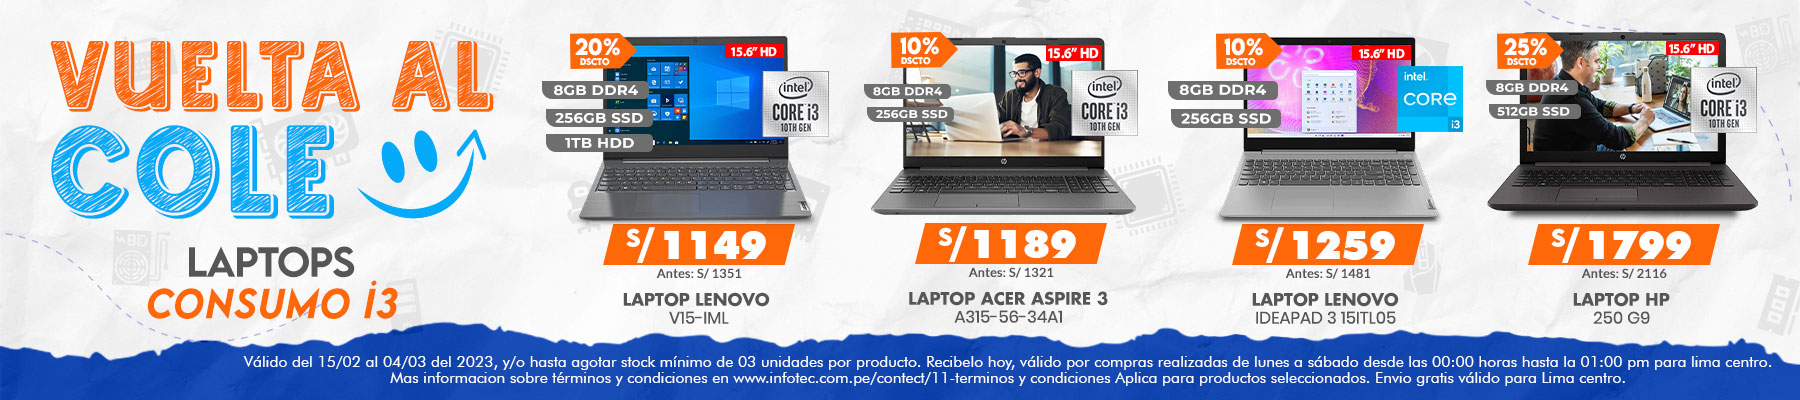 VUELTA AL
COLE
LAPTOPS
CONSUMO i3
20%
DSCTO
15.6” HD
8GB DDR4
256GB SSD
1TB HDD
intel
CORE i3
10TH GEN
S/ 1149
Antes: S/ 1351
LAPTOP LENOVO
V15-IML
10%
DSCTO
15.6” HD
8GB DDR4
256GB SSD
intel
CORE i3
10TH GEN
S/ 1189
Antes: S/ 1321
LAPTOP ACER ASPIRE 3
A315-56-34A1
10%
DSCTO
15.6” HD
8GB DDR4
256GB SSD
intel.
CORE
i3
S/ 1259
Antes: S/ 1481
LAPTOP LENOVO
IDEAPAD 3 15ITL05
25%
DSCTO
15.6” HD
8GB DDR4
512GB SSD
intel
CORE i3
10TH GEN
S/ 1799
Antes: S/ 2116
LAPTOP HP
250 G9
Válido del 15/02 al 04/03 del 2023, y/o hasta agotar stock mínimo de 03 unidades por producto. Recibelo hoy, válido por compras realizadas de lunes a sábado desde las 00:00 horas hasta la 01:00 pm para lima centro.
Mas informacion sobre términos y condiciones en www.infotec.com.pe/contect/11-terminos y condiciones Aplica para productos seleccionados. Envio gratis válido para Lima centro.